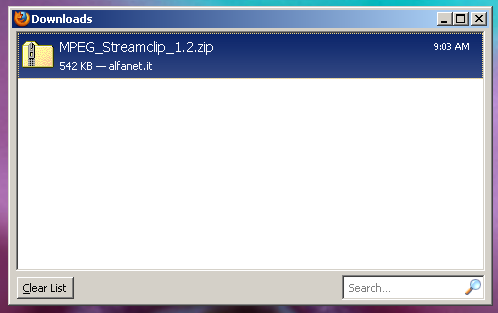 Downloads
MPEG_Streamclip_1.2.zip
9:03 AM
542 KB — alfanet.it
Clear List
Search...